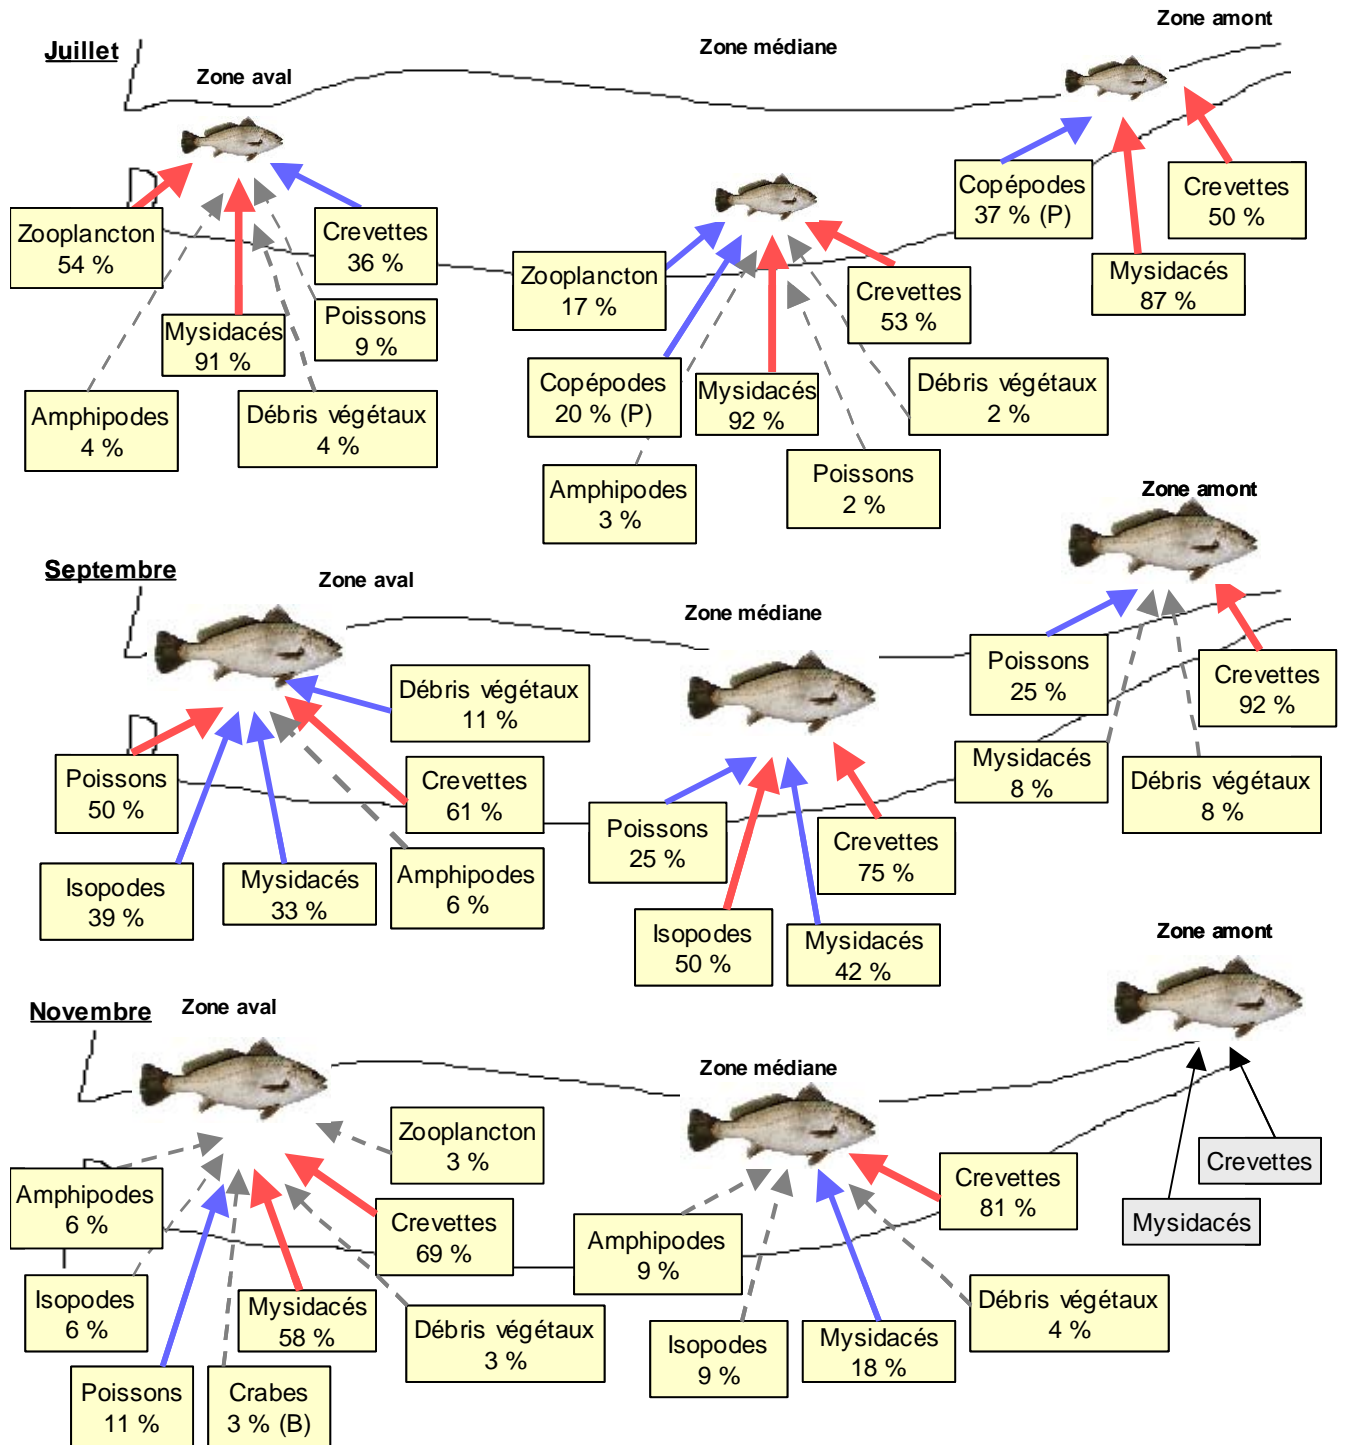 Juillet
Zone aval
Zone médiane
Zone amont
Zooplancton
54 %
Crevettes
36 %
Mysidacés
91 %
Poissons
9 %
Amphipodes
4 %
Débris végétaux
4 %
Zooplancton
17 %
Copépodes
20 % (P)
Mysidacés
92 %
Crevettes
53 %
Débris végétaux
2 %
Amphipodes
3 %
Poissons
2 %
Copépodes
37 % (P)
Crevettes
50 %
Mysidacés
87 %
Septembre
Zone aval
Zone médiane
Zone amont
Débris végétaux
11 %
Poissons
50 %
Crevettes
61 %
Isopodes
39 %
Mysidacés
33 %
Amphipodes
6 %
Poissons
25 %
Crevettes
75 %
Isopodes
50 %
Mysidacés
42 %
Poissons
25 %
Crevettes
92 %
Mysidacés
8 %
Débris végétaux
8 %
Novembre
Zone aval
Zone médiane
Zone amont
Zooplancton
3 %
Amphipodes
6 %
Crevettes
69 %
Isopodes
6 %
Mysidacés
58 %
Débris végétaux
3 %
Poissons
11 %
Crabes
3 % (B)
Crevettes
81 %
Amphipodes
9 %
Débris végétaux
4 %
Isopodes
9 %
Mysidacés
18 %
Crevettes
Mysidacés